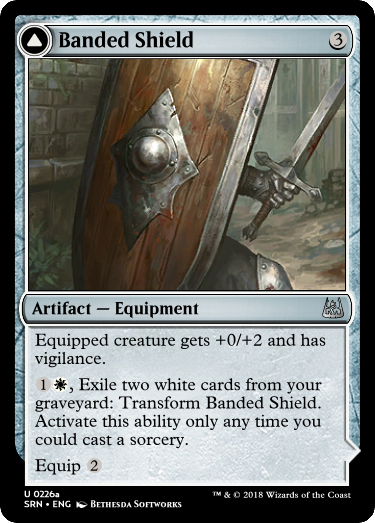 Banded Shield 3
Artifact — Equipment
Equipped creature gets +0/+2 and has
vigilance.
1 , Exile two white cards from your
graveyard: Transform Banded Shield.
Activate this ability only any time you
could cast a sorcery.
Equip 2
U 0226a
SRN • ENG Bethesda Softworks
™ & © 2018 Wizards of the Coast